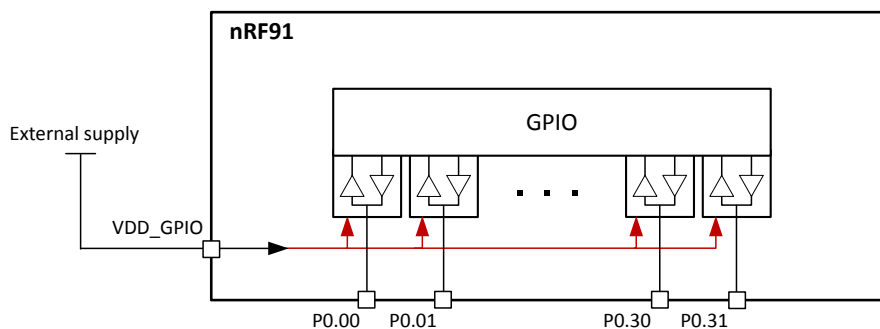 nRF91
GPIO
External supply
VDD_GPIO
P0.00
P0.01
P0.30
P0.31